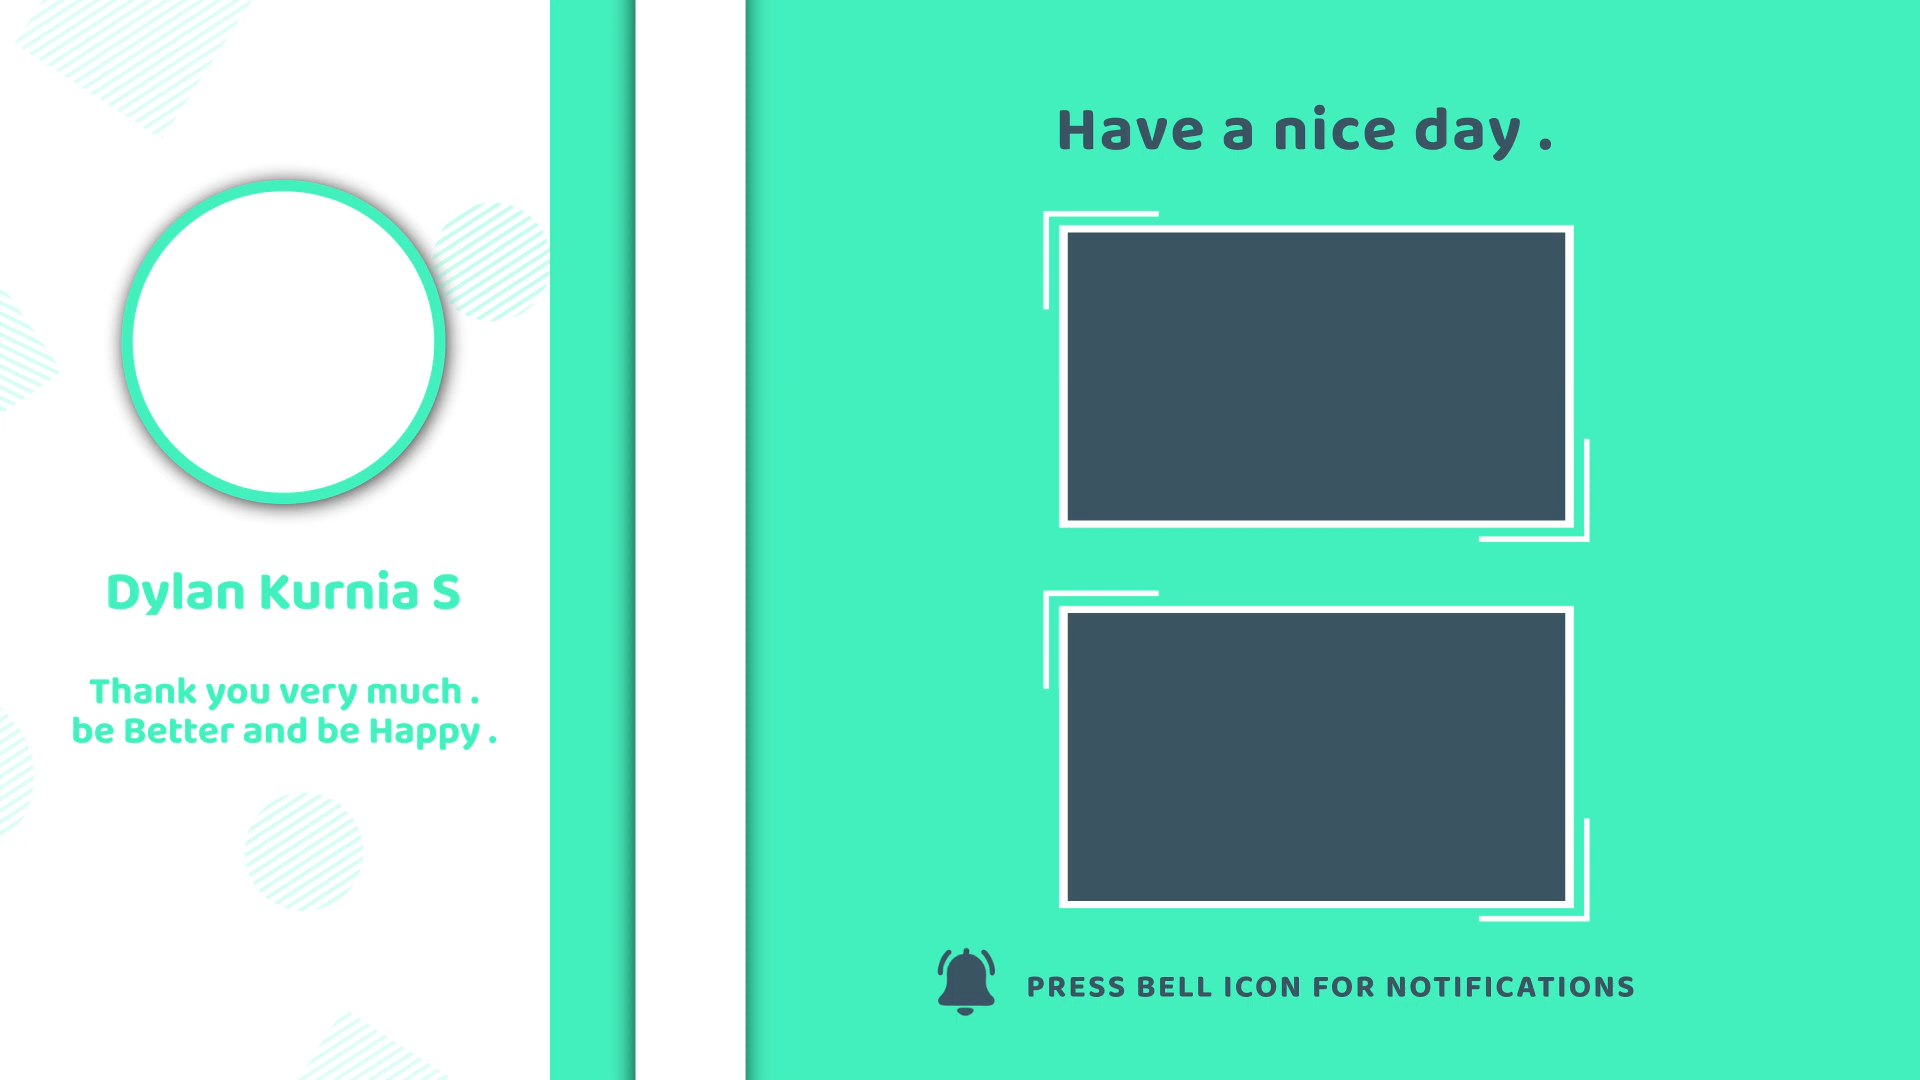 Dylan Kurnia S
Thank you very much .
be Better and be Happy .
Have a nice day .
PRESS BELL ICON FOR NOTIFICATIONS